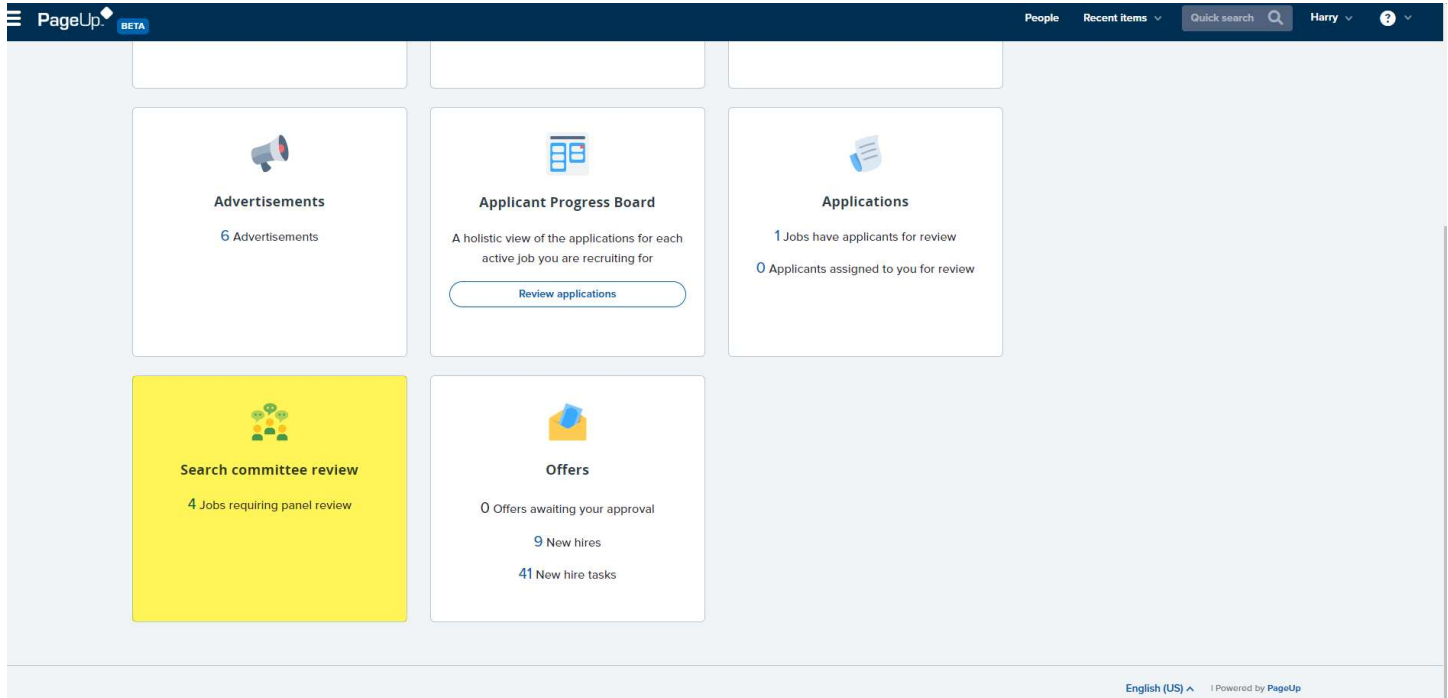 PageUp BETA People Recent items Quick search Harry ?
Advertisements
6 Advertisements
Applicant Progress Board
A holistic view of the applications for each
active job you are recruiting for
Review applications
Applications
1 Jobs have applicants for review
0 Applicants assigned to you for review
Search committee review
4 Jobs requiring panel review
Offers
0 Offers awaiting your approval
9 New hires
41 New hire tasks
English (US) | Powered by PageUp